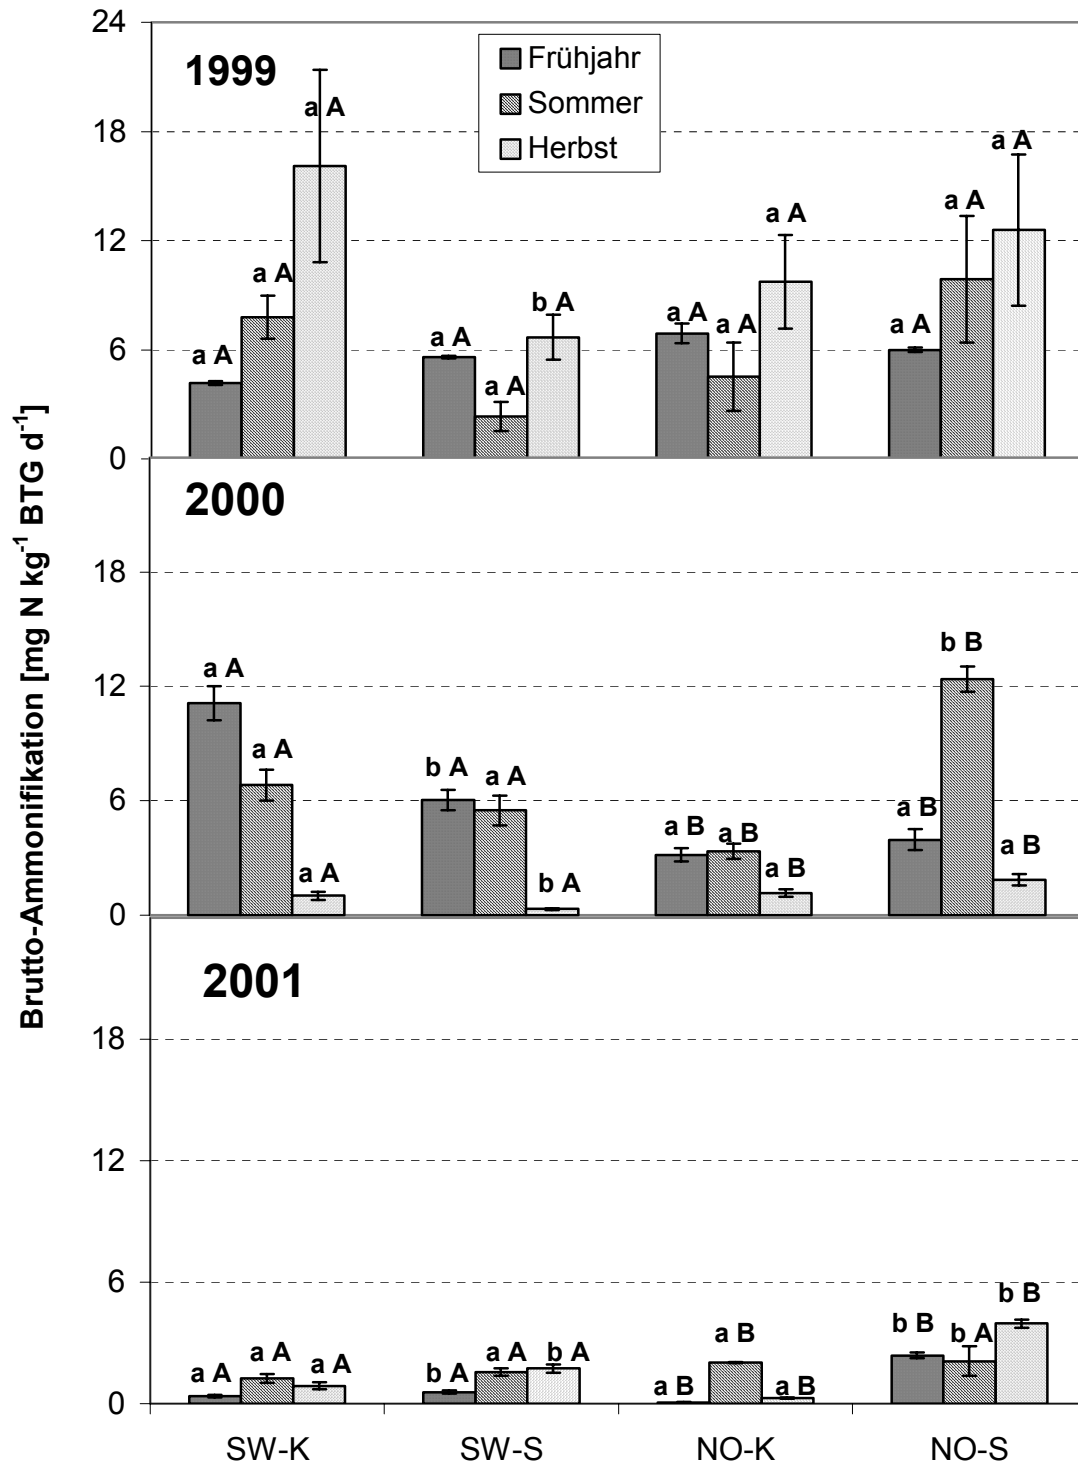 Brutto-Ammonifikation [mg N kg⁻¹ BTG d⁻¹]
24
18
12
6
0
1999
Frühjahr
Sommer
Herbst
a A
a A
a A
a A
a A
b A
a A
a A
a A
a A
a A
a A
2000
18
12
6
0
a A
a A
a A
b A
a A
b A
a B
a B
a B
a B
b B
a B
2001
18
12
6
0
a A
a A
a A
b A
a A
b A
a B
a B
a B
b B
b A
b B
SW-K SW-S NO-K NO-S